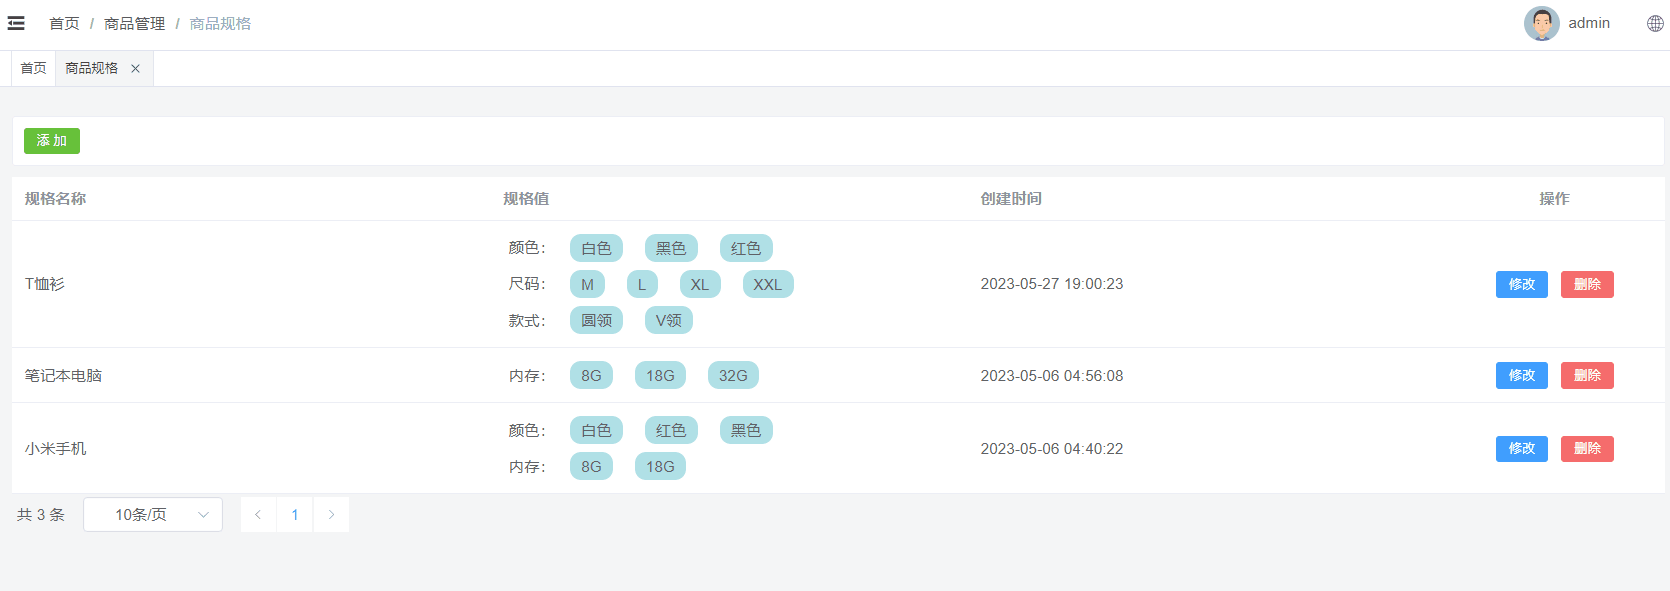 首页 / 商品管理 / 商品规格 admin
首页 商品规格 ×
添加
规格名称 规格值 创建时间 操作
T恤衫 颜色： 白色 黑色 红色
尺码： M L XL XXL 2023-05-27 19:00:23 修改 删除
款式： 圆领 V领
笔记本电脑 内存： 8G 18G 32G 2023-05-06 04:56:08 修改 删除
小米手机 颜色： 白色 红色 黑色 2023-05-06 04:40:22 修改 删除
内存： 8G 18G
共 3 条 10条/页 < 1 >